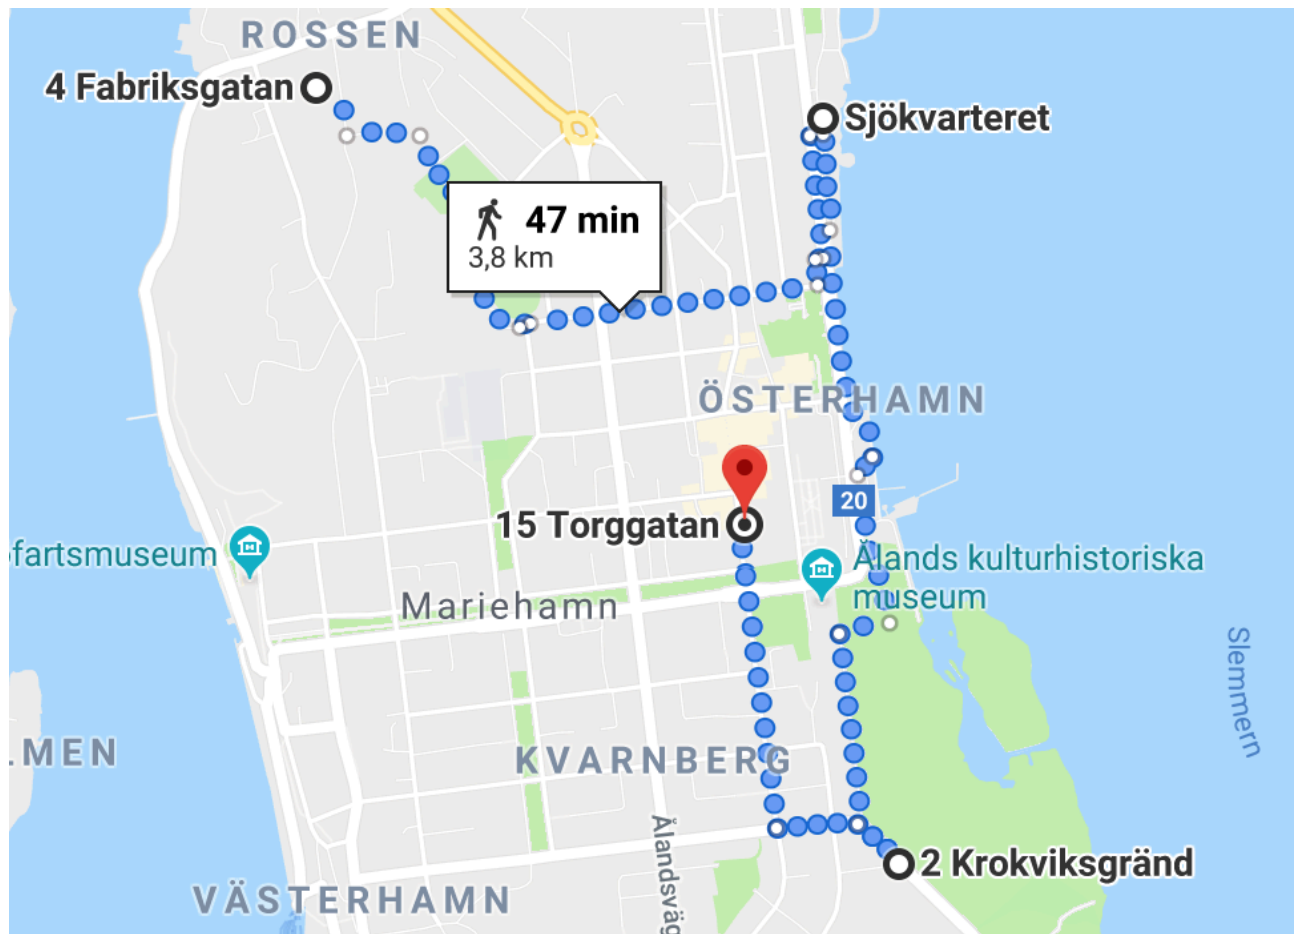 ROSSEN
4 Fabriksgatan
Sjökvarteret
47 min
3,8 km
ÖSTERHAMN
20
15 Torggatan
fartsmuseum
Ålands kulturhistoriska
museum
Mariehamn
Slemmern
LMEN
KVARNBERG
Ålandsväg
2 Krokviksgränd
VÄSTERHAMN